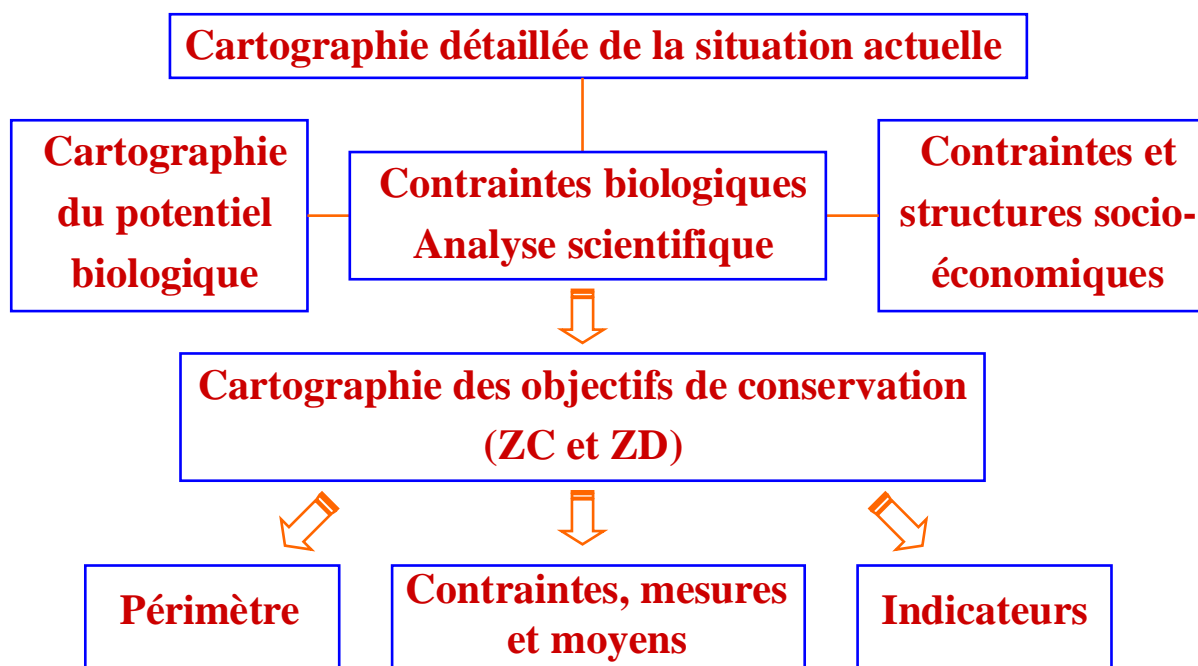 Cartographie détaillée de la situation actuelle
Cartographie
du potentiel
biologique
Contraintes biologiques
Analyse scientifique
Contraintes et
structures socio-
économiques
Cartographie des objectifs de conservation
(ZC et ZD)
Périmètre
Contraintes, mesures
et moyens
Indicateurs